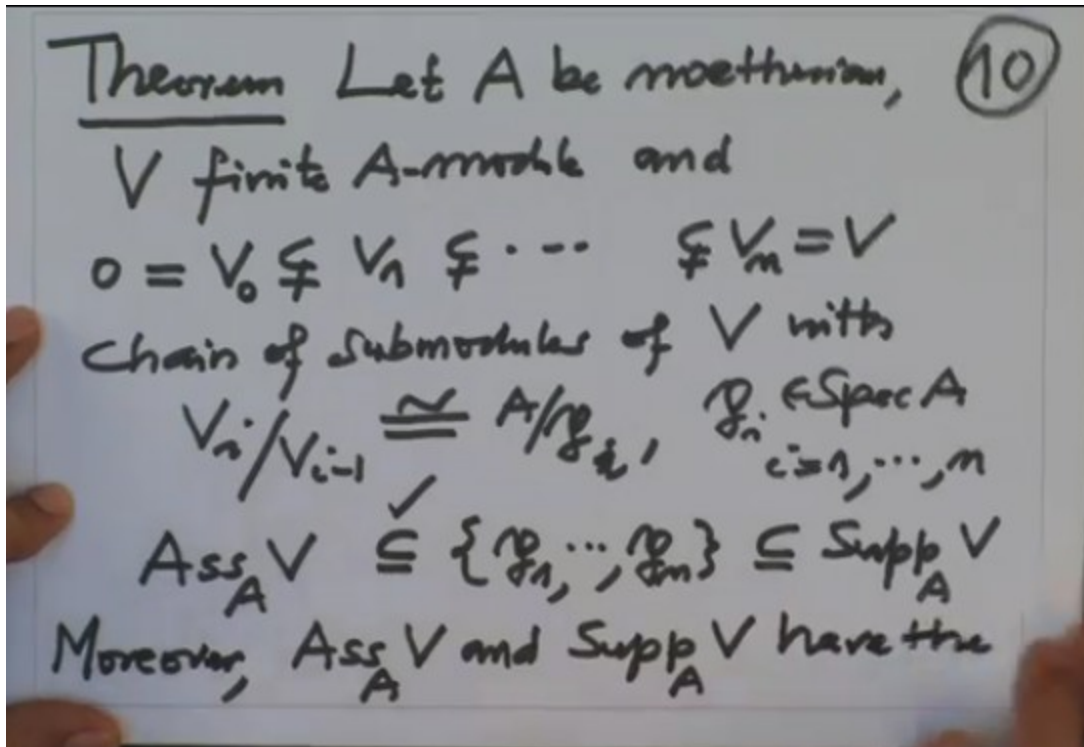 Theorem Let A be noetherian, 10
V finite A-module and
0 = V₀ ⊊ V₁ ⊊ ··· ⊊ Vₙ = V
chain of submodules of V with
Vᵢ/Vᵢ₋₁ ≅ A/𝔭ᵢ, 𝔭ᵢ ∈ Spec A
i=1,...,n
✓
Ass_A V ⊆ {𝔭₁,...,𝔭ₙ} ⊆ Supp_A V
Moreover, Ass_A V and Supp_A V have the